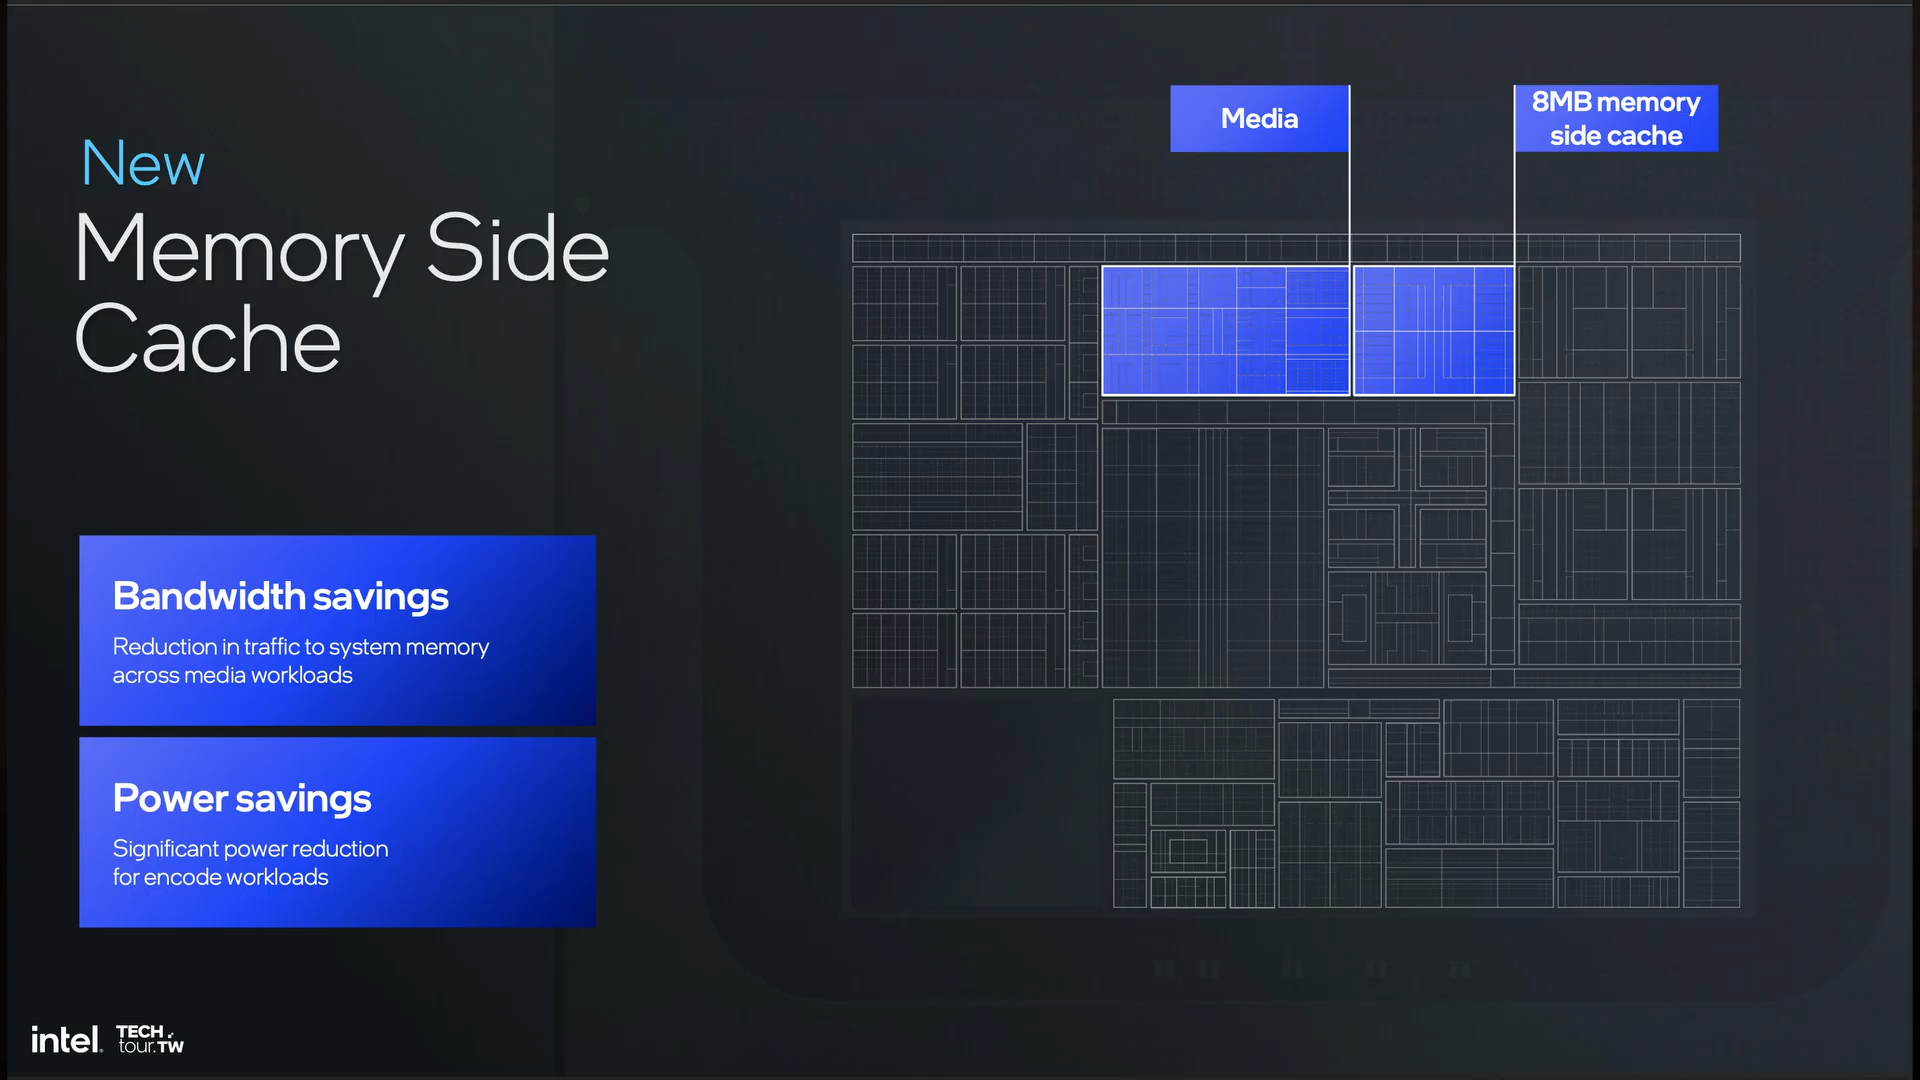 New
Memory Side
Cache
Media
8MB memory
side cache
Bandwidth savings
Reduction in traffic to system memory
across media workloads
Power savings
Significant power reduction
for encode workloads
intel.
TECH
tour.TW